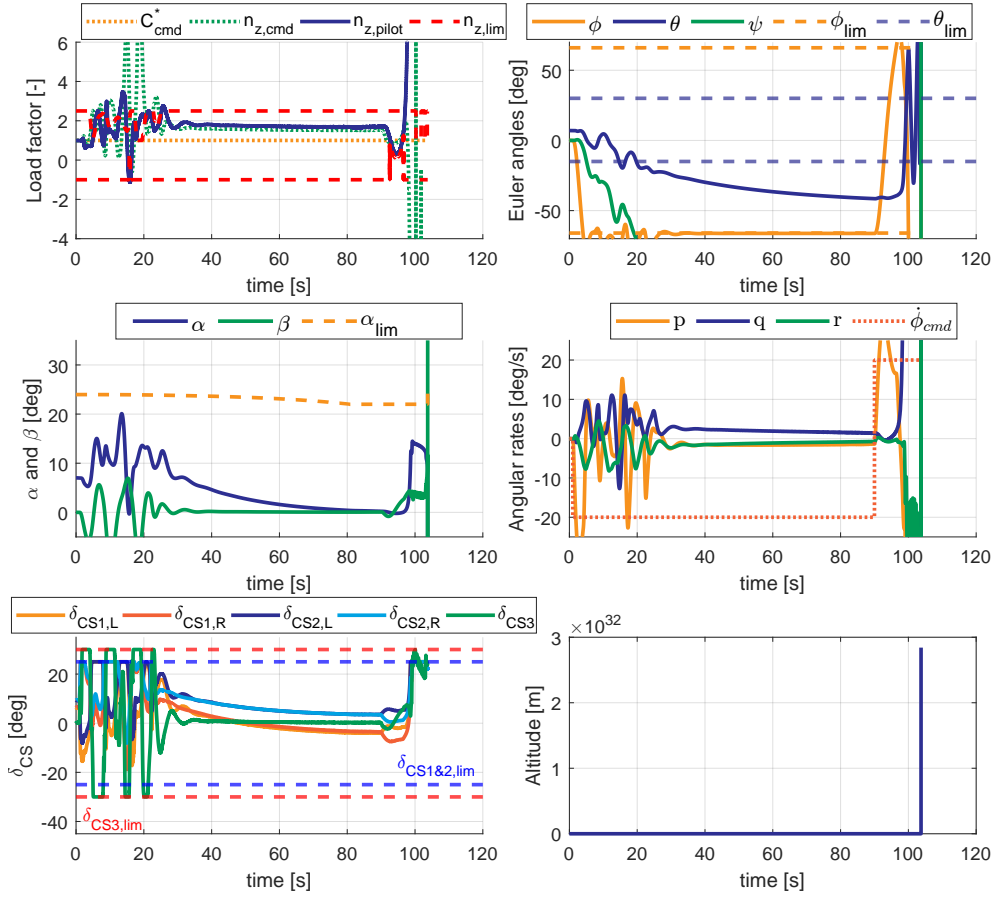 C*cmd nz,cmd nz,pilot nz,lim
6
4
2
0
-2
-4
Load factor [-]
0 20 40 60 80 100 120
time [s]
ϕ θ ψ ϕlim θlim
50
0
-50
Euler angles [deg]
0 20 40 60 80 100 120
time [s]
α β αlim
30
20
10
0
α and β [deg]
0 20 40 60 80 100 120
time [s]
p q r ϕ̇cmd
20
10
0
-10
-20
Angular rates [deg/s]
0 20 40 60 80 100 120
time [s]
δCS1,L δCS1,R δCS2,L δCS2,R δCS3
20
0
-20
-40
δCS [deg]
δCS1&2,lim
δCS3,lim
0 20 40 60 80 100 120
time [s]
×10^32
3
2
1
0
Altitude [m]
0 20 40 60 80 100 120
time [s]